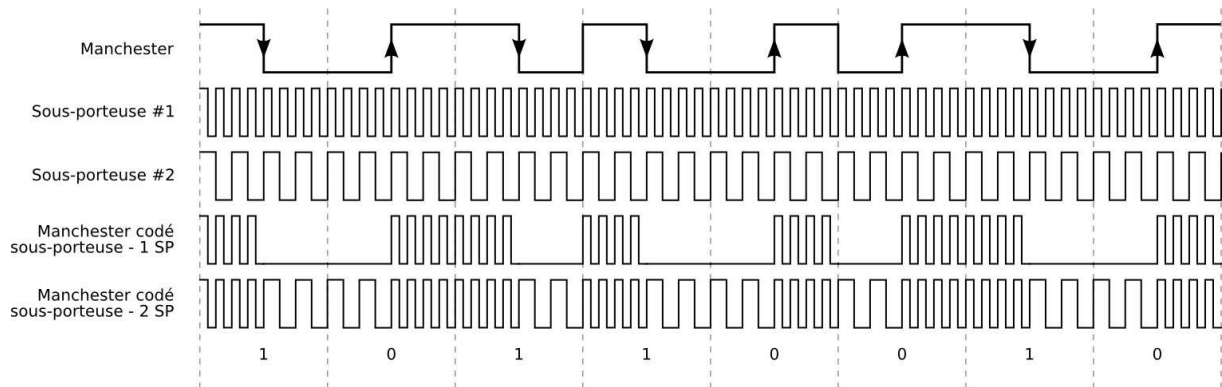 Manchester
Sous-porteuse #1
Sous-porteuse #2
Manchester codé
sous-porteuse - 1 SP
Manchester codé
sous-porteuse - 2 SP
1 0 1 1 0 0 1 0